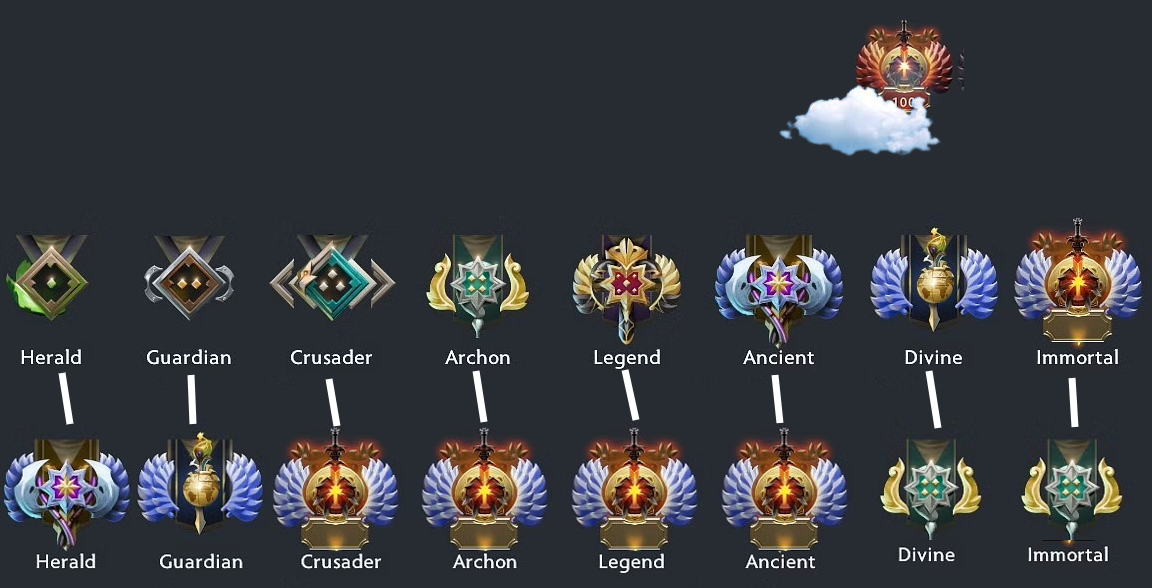 100
Herald Guardian Crusader Archon Legend Ancient Divine Immortal
Herald Guardian Crusader Archon Legend Ancient Divine Immortal